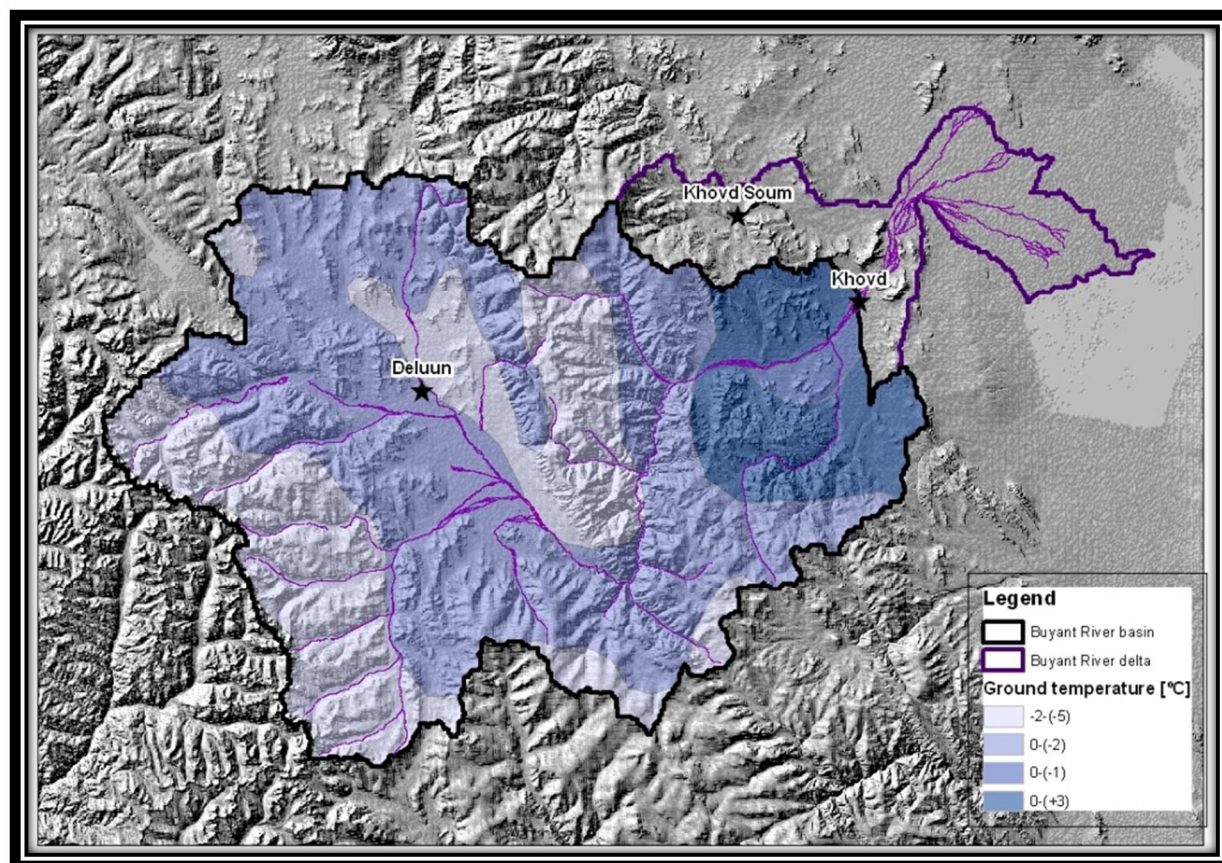 Khovd Soum
Khovd
Deluun
Legend
Buyant River basin
Buyant River delta
Ground temperature [°C]
-2-(-5)
0-(-2)
0-(-1)
0-(+3)